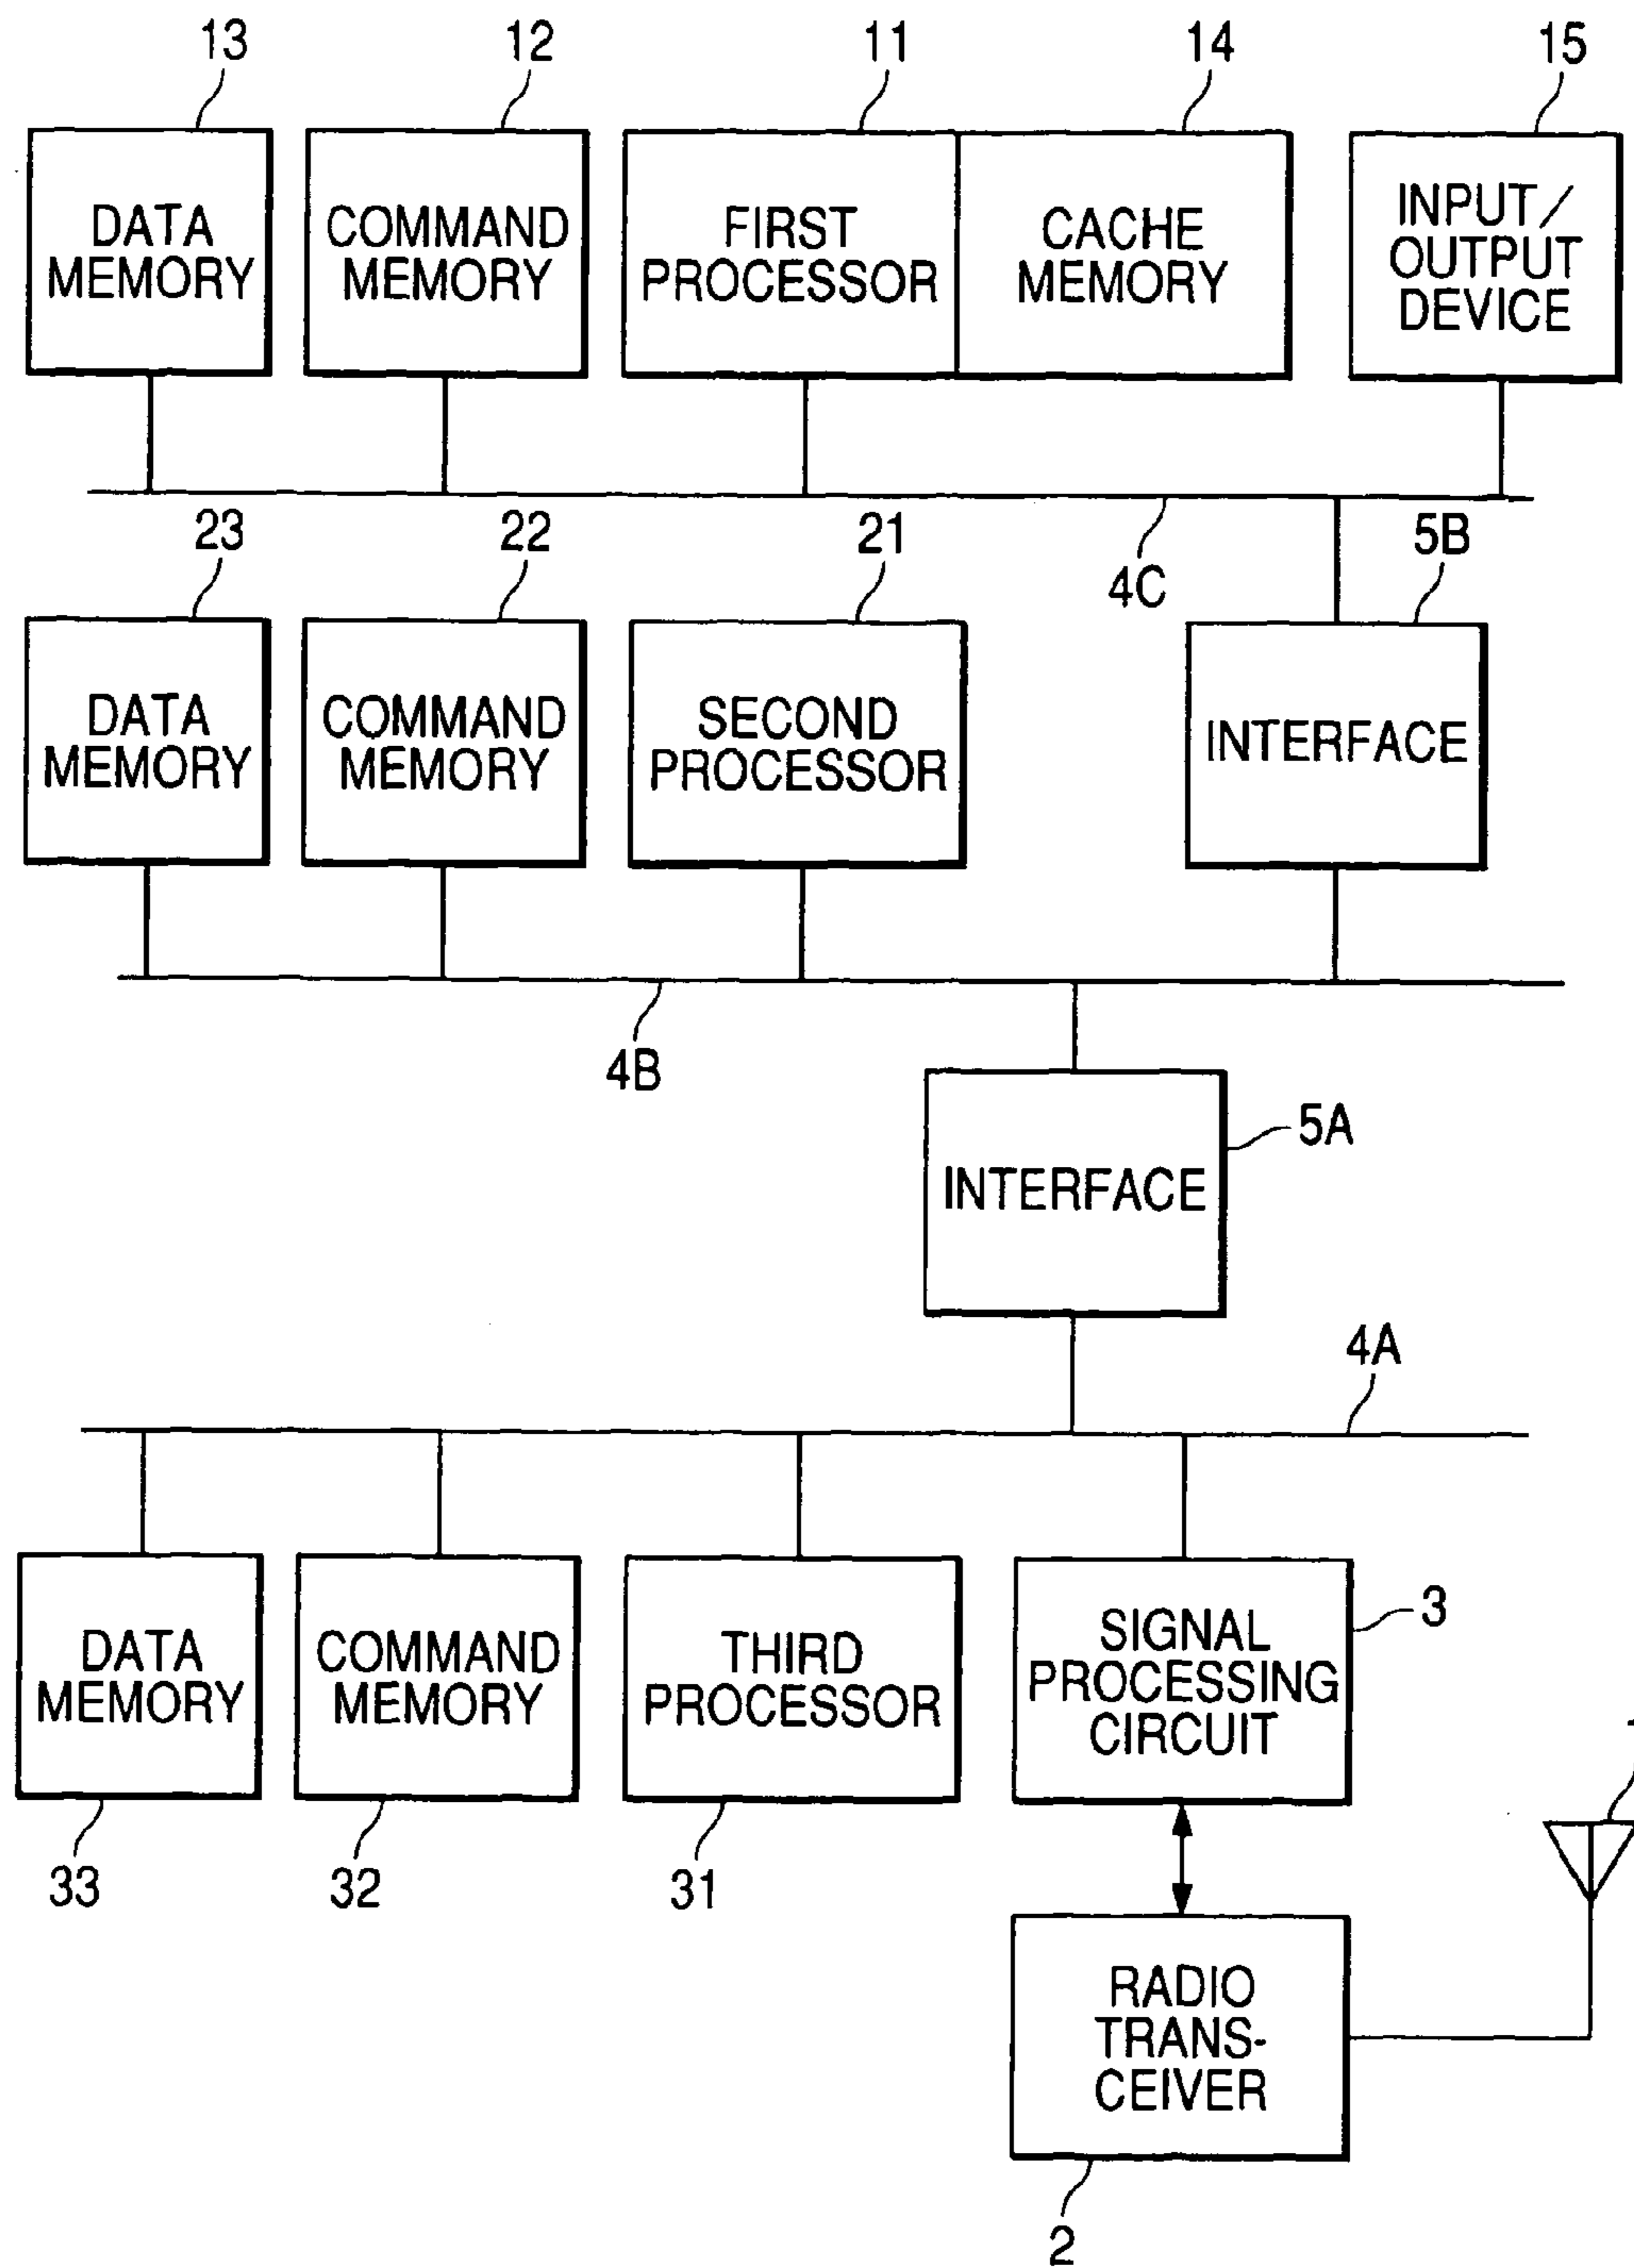 13 12 11 14 15
DATA
MEMORY
COMMAND
MEMORY
FIRST
PROCESSOR
CACHE
MEMORY
INPUT/
OUTPUT
DEVICE
23 22 21 4C 5B
DATA
MEMORY
COMMAND
MEMORY
SECOND
PROCESSOR
INTERFACE
4B
INTERFACE
5A
4A
DATA
MEMORY
COMMAND
MEMORY
THIRD
PROCESSOR
SIGNAL
PROCESSING
CIRCUIT
3
33 32 31
RADIO
TRANS-
CEIVER
2